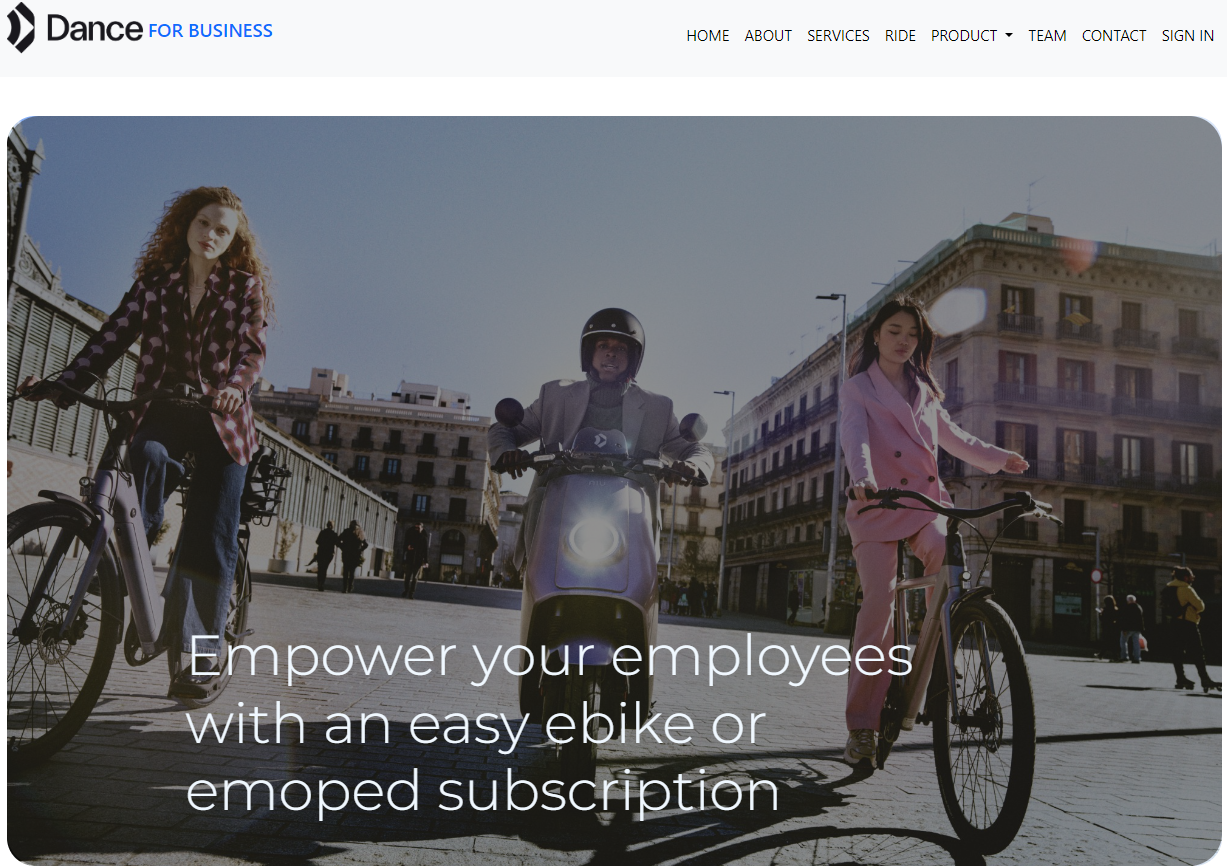 Dance FOR BUSINESS
HOME ABOUT SERVICES RIDE PRODUCT TEAM CONTACT SIGN IN
niu
Empower your employees
with an easy ebike or
emoped subscription